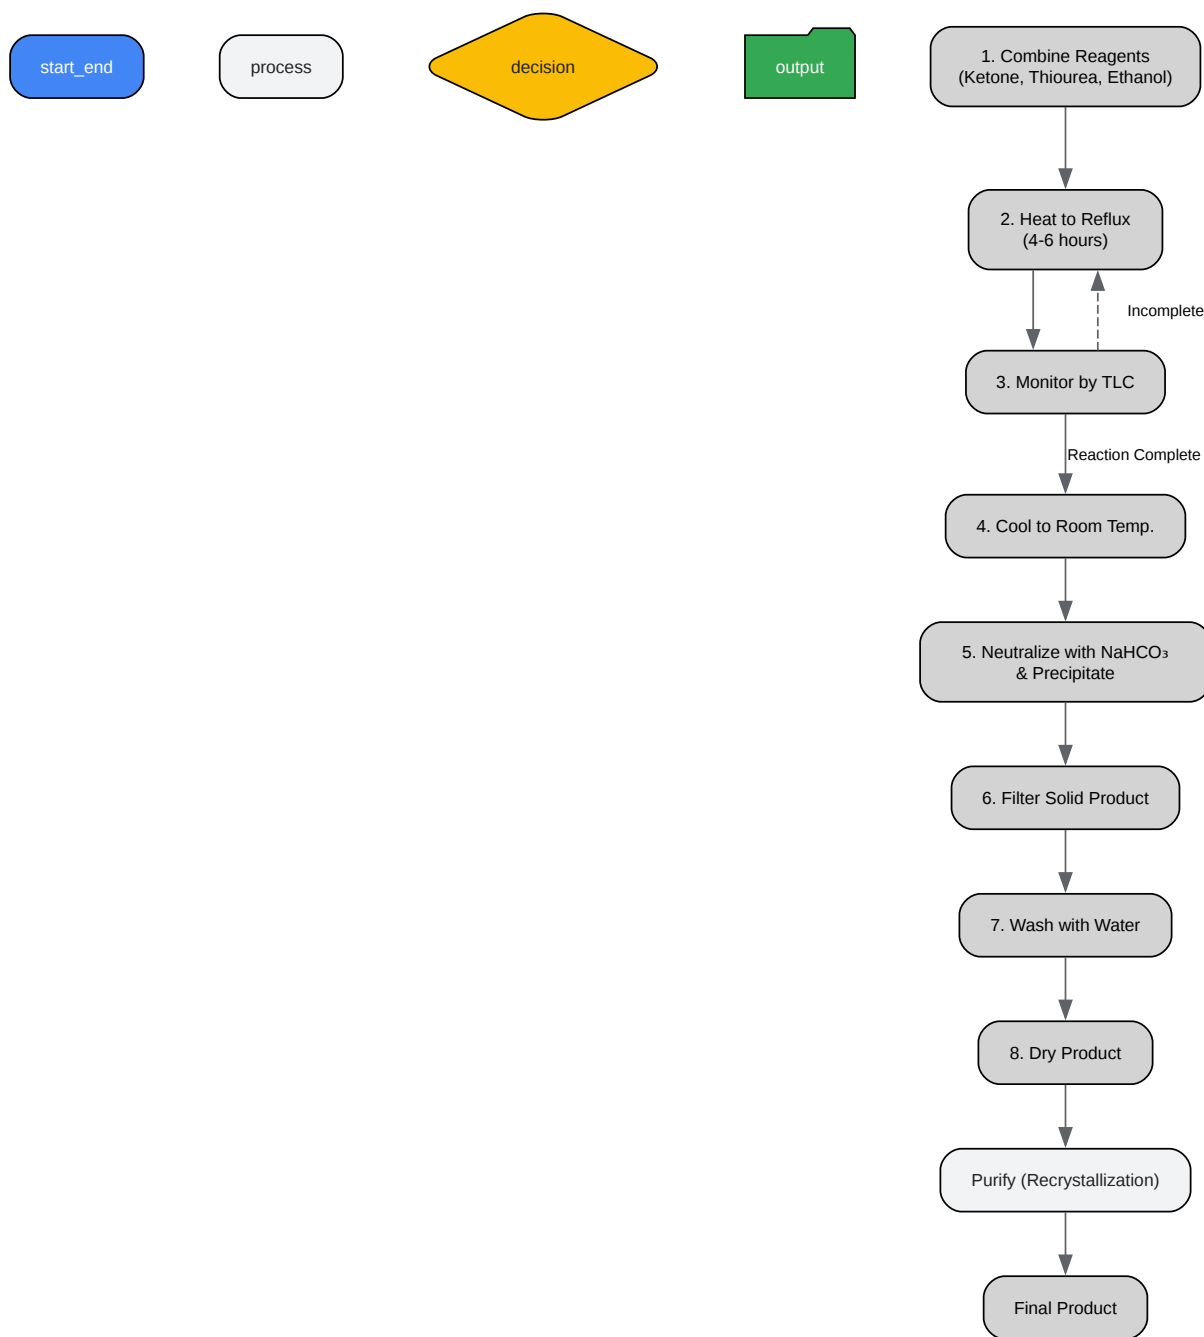 start_end
process
decision
output
1. Combine Reagents
(Ketone, Thiourea, Ethanol)
2. Heat to Reflux
(4-6 hours)
Incomplete
3. Monitor by TLC
Reaction Complete
4. Cool to Room Temp.
5. Neutralize with NaHCO₃
& Precipitate
6. Filter Solid Product
7. Wash with Water
8. Dry Product
Purify (Recrystallization)
Final Product